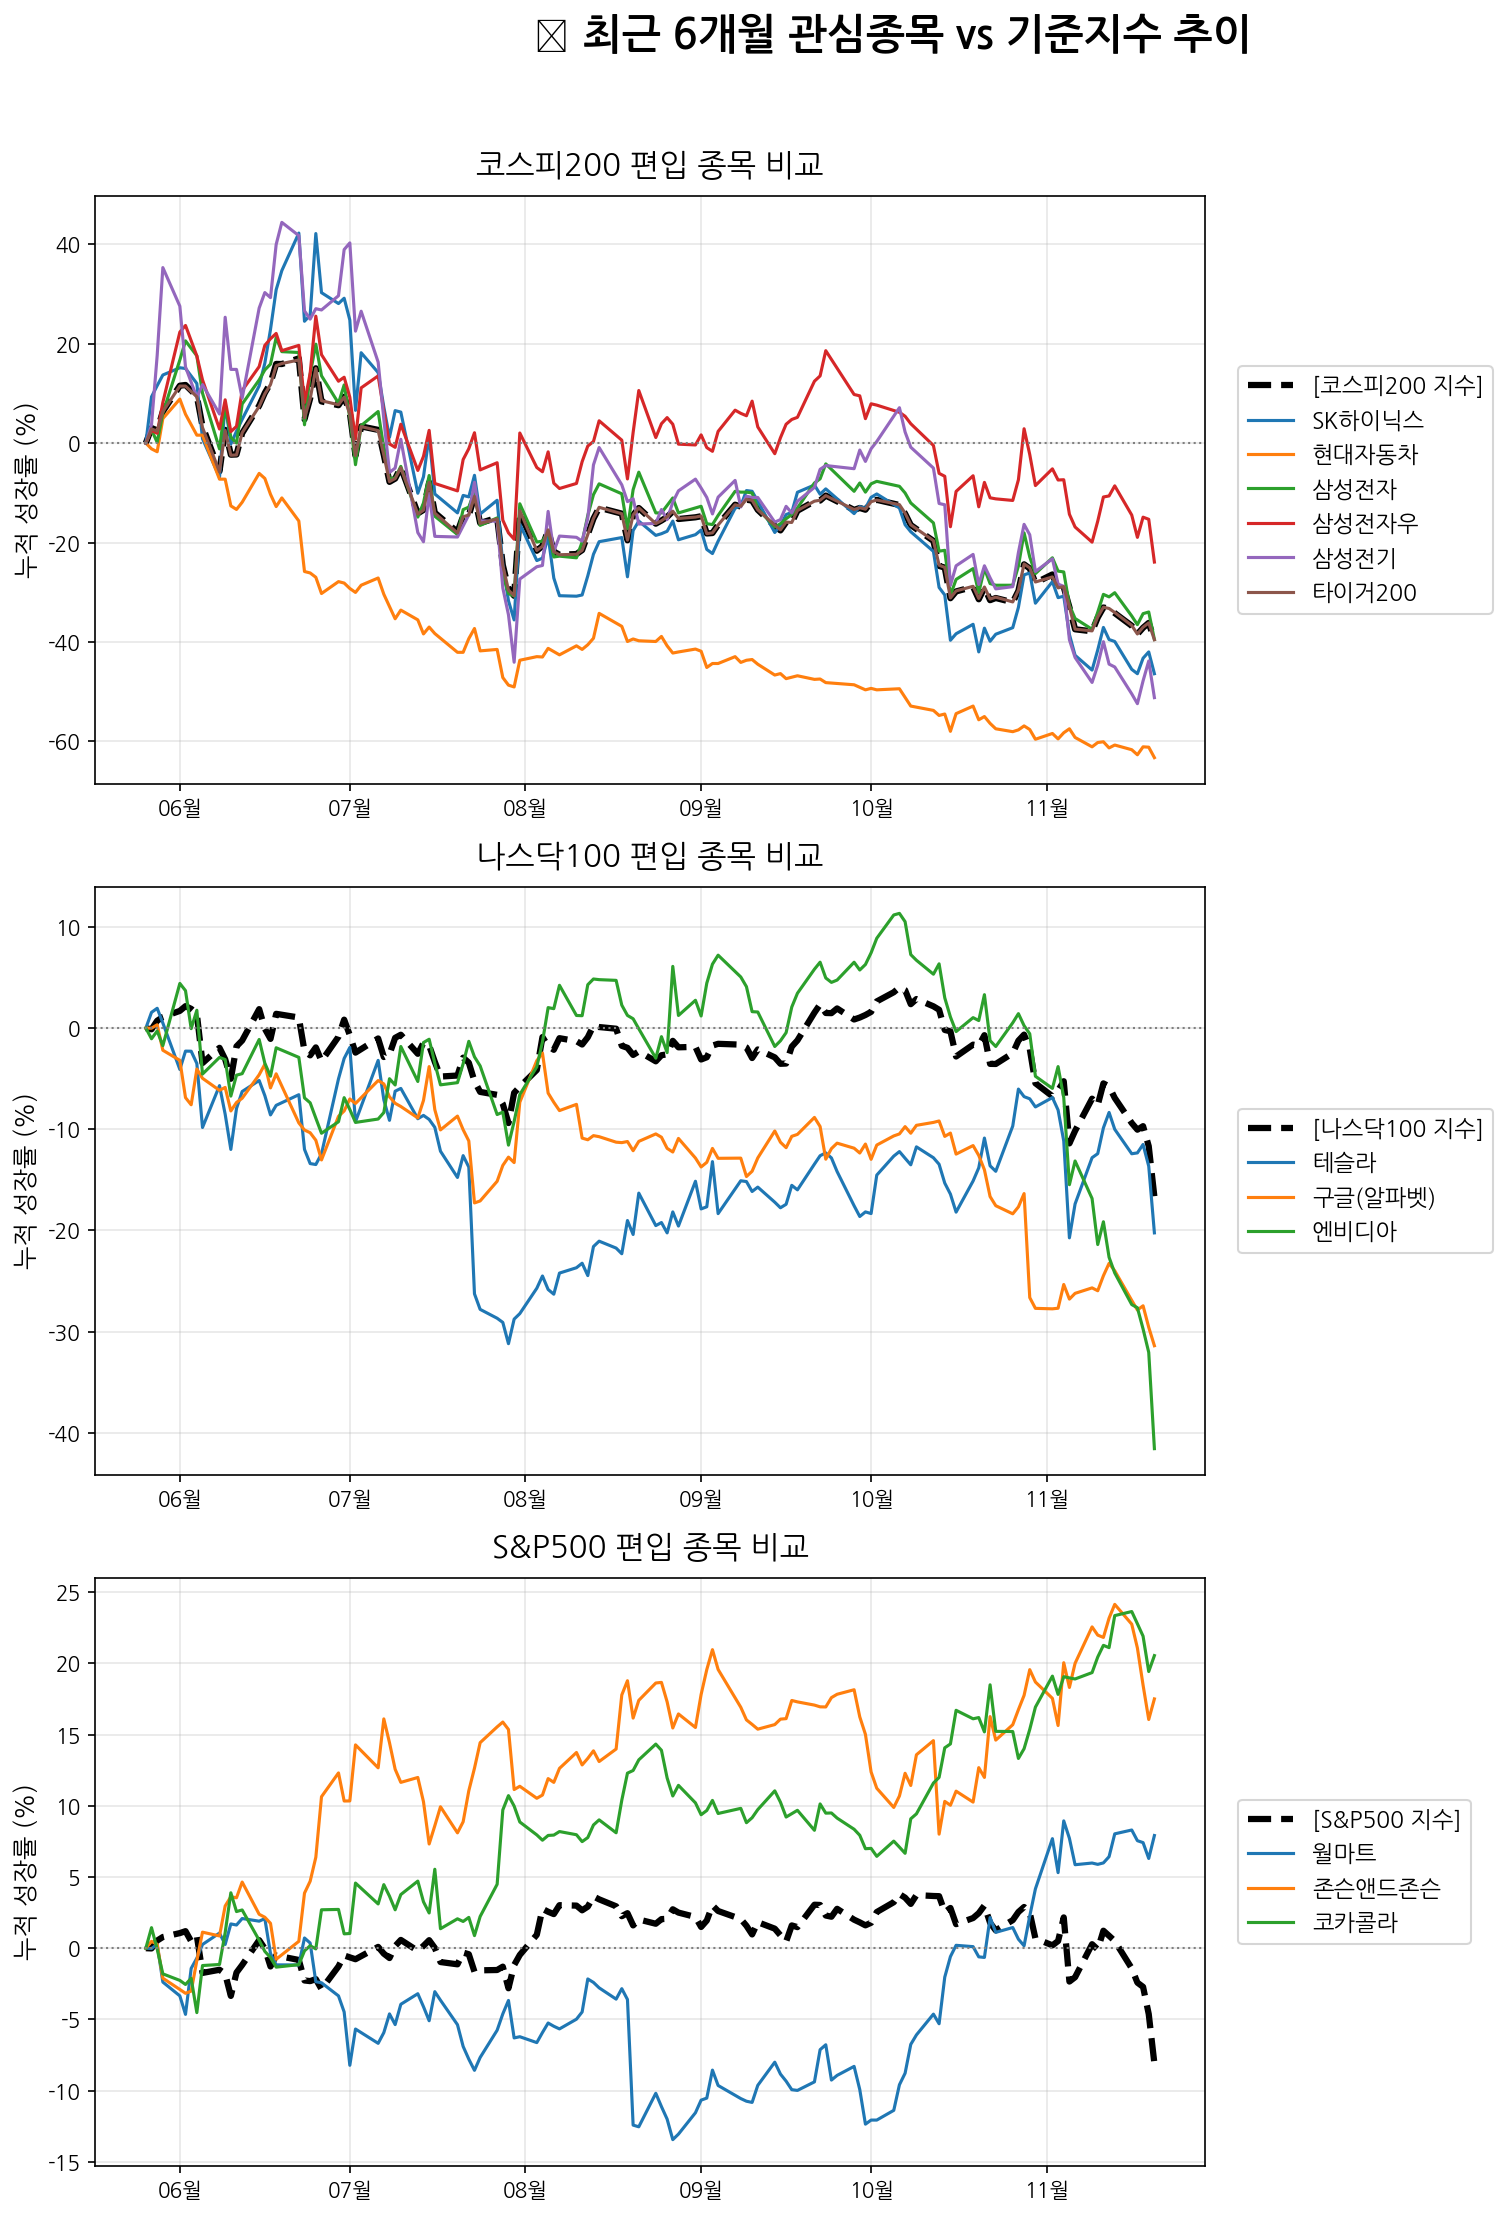 최근 6개월 관심종목 vs 기준지수 추이
코스피200 편입 종목 비교
누적 성장률 (%)
40
20
0
-20
-40
-60
06월 07월 08월 09월 10월 11월
[코스피200 지수]
SK하이닉스
현대자동차
삼성전자
삼성전자우
삼성전기
타이거200
나스닥100 편입 종목 비교
누적 성장률 (%)
10
0
-10
-20
-30
-40
06월 07월 08월 09월 10월 11월
[나스닥100 지수]
테슬라
구글(알파벳)
엔비디아
S&P500 편입 종목 비교
누적 성장률 (%)
25
20
15
10
5
0
-5
-10
-15
06월 07월 08월 09월 10월 11월
[S&P500 지수]
월마트
존슨앤드존슨
코카콜라